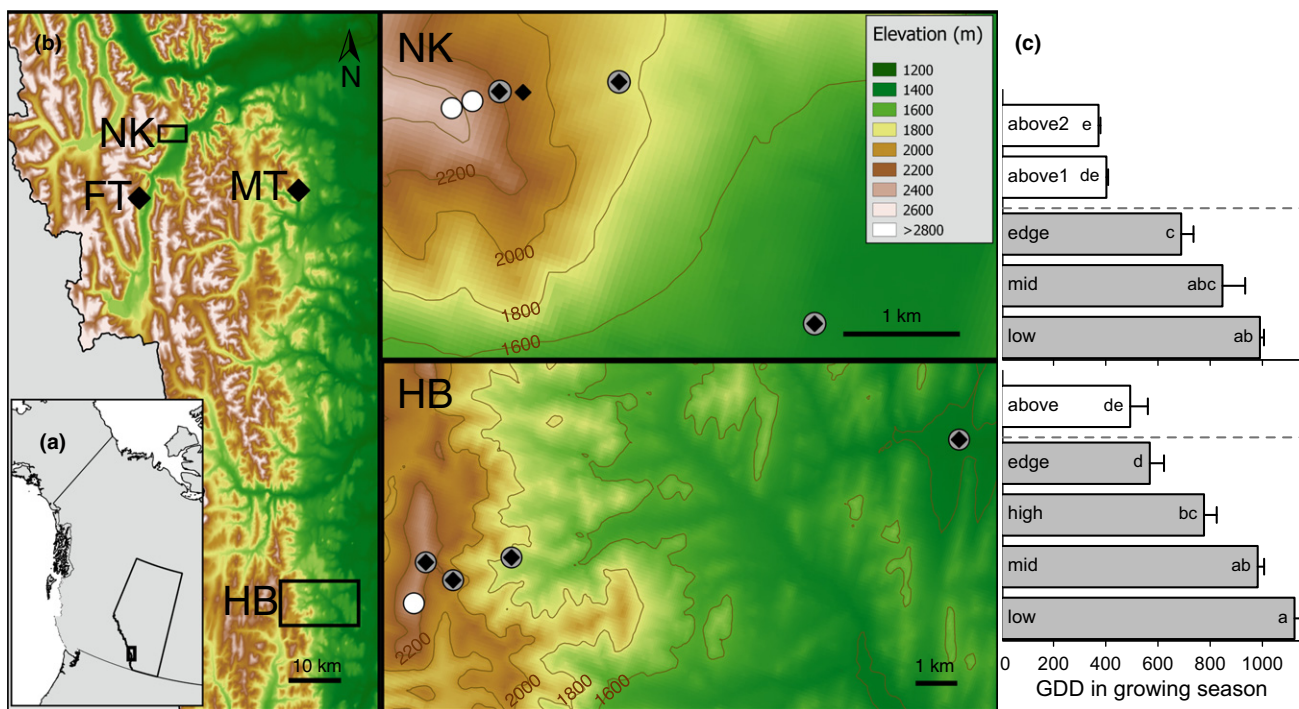 (b)
N
NK
FT
MT
HB
10 km
(a)
NK
2200
2000
1800
1600
1 km
Elevation (m)
1200
1400
1600
1800
2000
2200
2400
2600
>2800
HB
2200
2000
1800
1600
1 km
(c)
above2 e
above1 de
edge c
mid abc
low ab
above de
edge d
high bc
mid ab
low a
0 200 400 600 800 1000
GDD in growing season